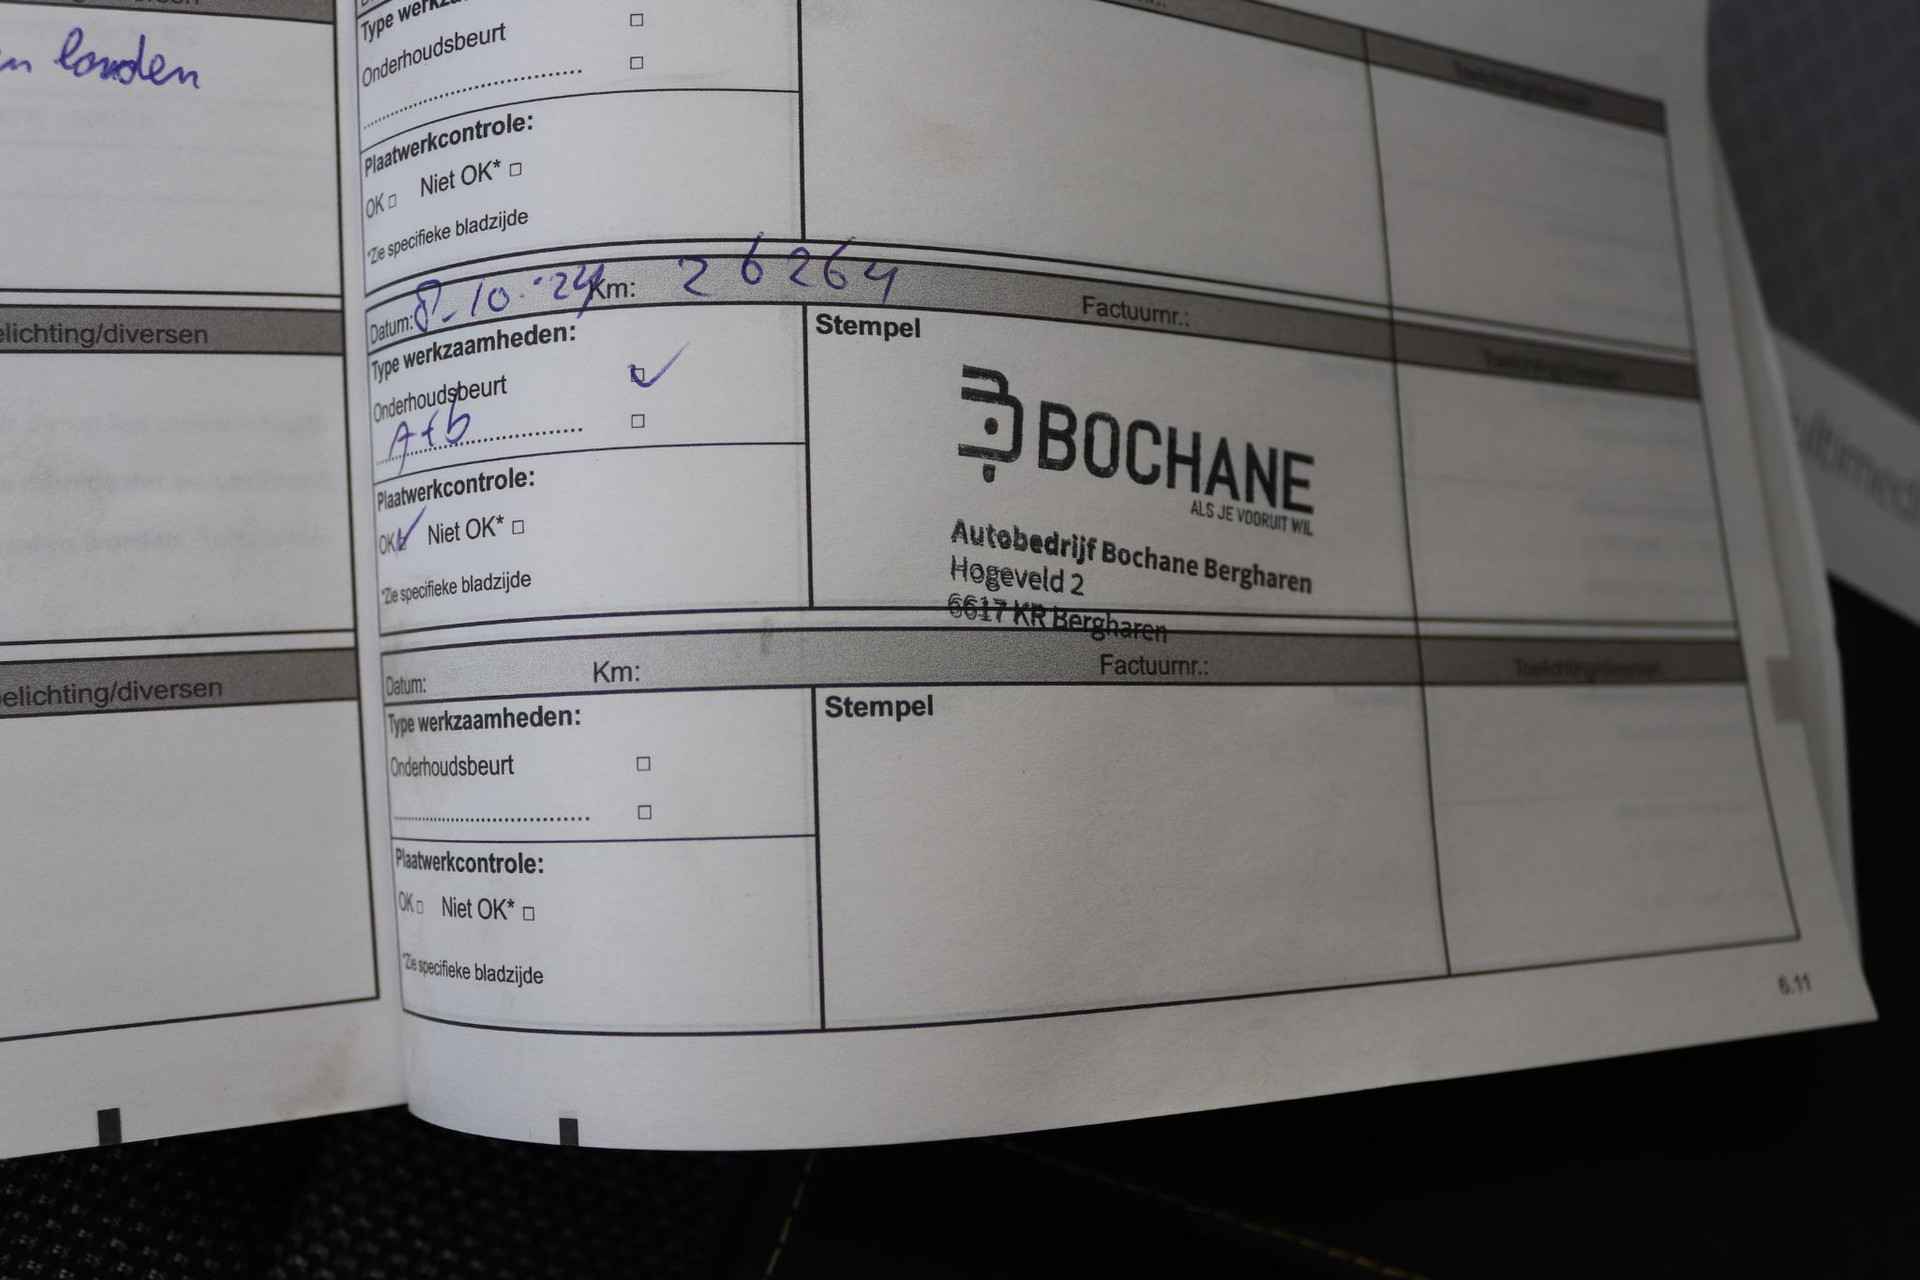 landen
elichting/diversen
elichting/diversen
Onderhoudsbeurt
Plaatwerkcontrole:
OK Niet OK*
*Zie specifieke bladzijde
Datum: 8-10-'24 Km: 26264 Factuurnr.:
Type werkzaamheden:
Onderhoudsbeurt
A+b
Plaatwerkcontrole:
OK Niet OK*
*Zie specifieke bladzijde
Stempel
BOCHANE
ALS JE VOORUIT WIL
Autobedrijf Bochane Bergharen
Hogeveld 2
6617 KR Bergharen
Datum: Km: Factuurnr.: Toelichting/diversen
Type werkzaamheden:
Onderhoudsbeurt
Plaatwerkcontrole:
OK Niet OK*
*Zie specifieke bladzijde
Stempel
6.11